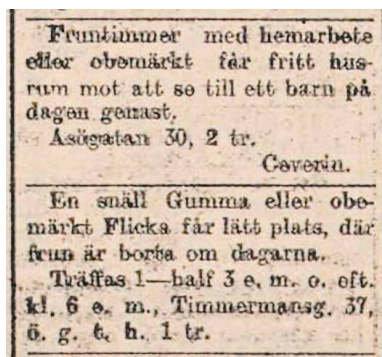 Fruntimmer med hemarbete
eller obemärkt får fritt hus-
rum mot att se till ett barn på
dagen genast.
Åsögatan 30, 2 tr.
Ceverin.
En snäll Gumma eller obe-
märkt Flicka får lätt plats, där
frun är borta om dagarna.
Träffas 1—half 3 e. m. o. eft.
kl. 6 e. m., Timmermansg. 37,
ö. g. t. h. 1 tr.